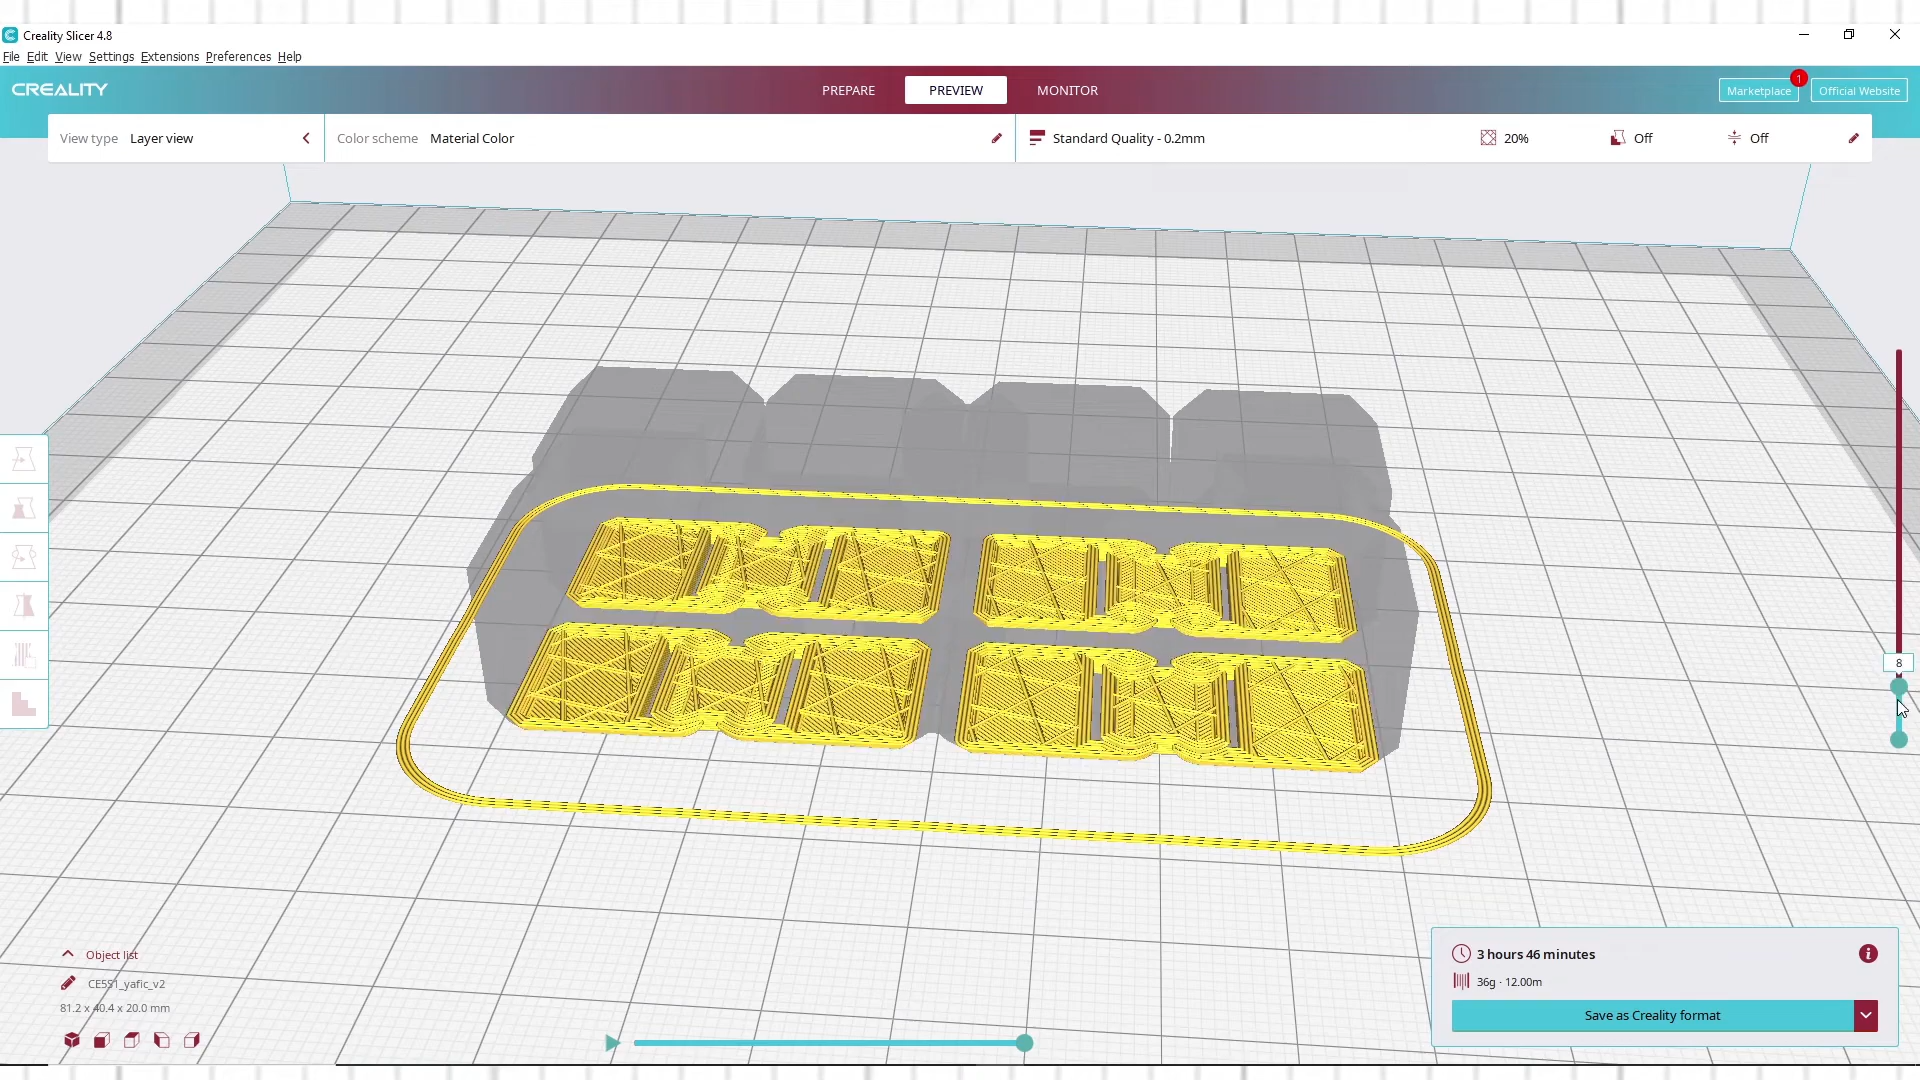 Creality Slicer 4.8
File Edit View Settings Extensions Preferences Help
CREALITY
PREPARE PREVIEW MONITOR
Marketplace 1 Official Website
View type Layer view Color scheme Material Color Standard Quality - 0.2mm 20% Off Off
8
Object list
CE5S1_yafic_v2
81.2 x 40.4 x 20.0 mm
3 hours 46 minutes
36g · 12.00m
Save as Creality format